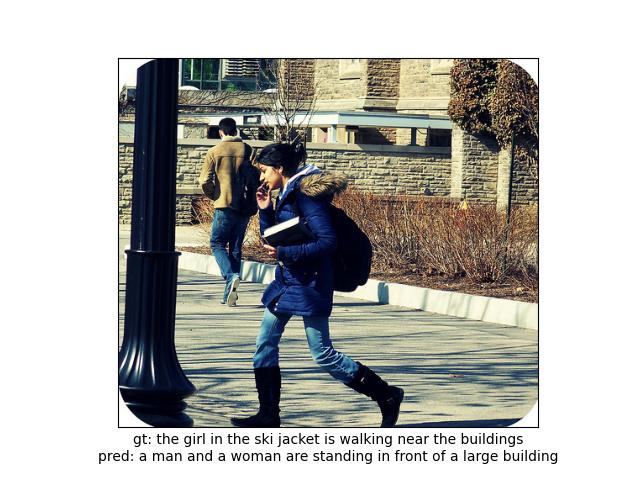 gt: the girl in the ski jacket is walking near the buildings
pred: a man and a woman are standing in front of a large building